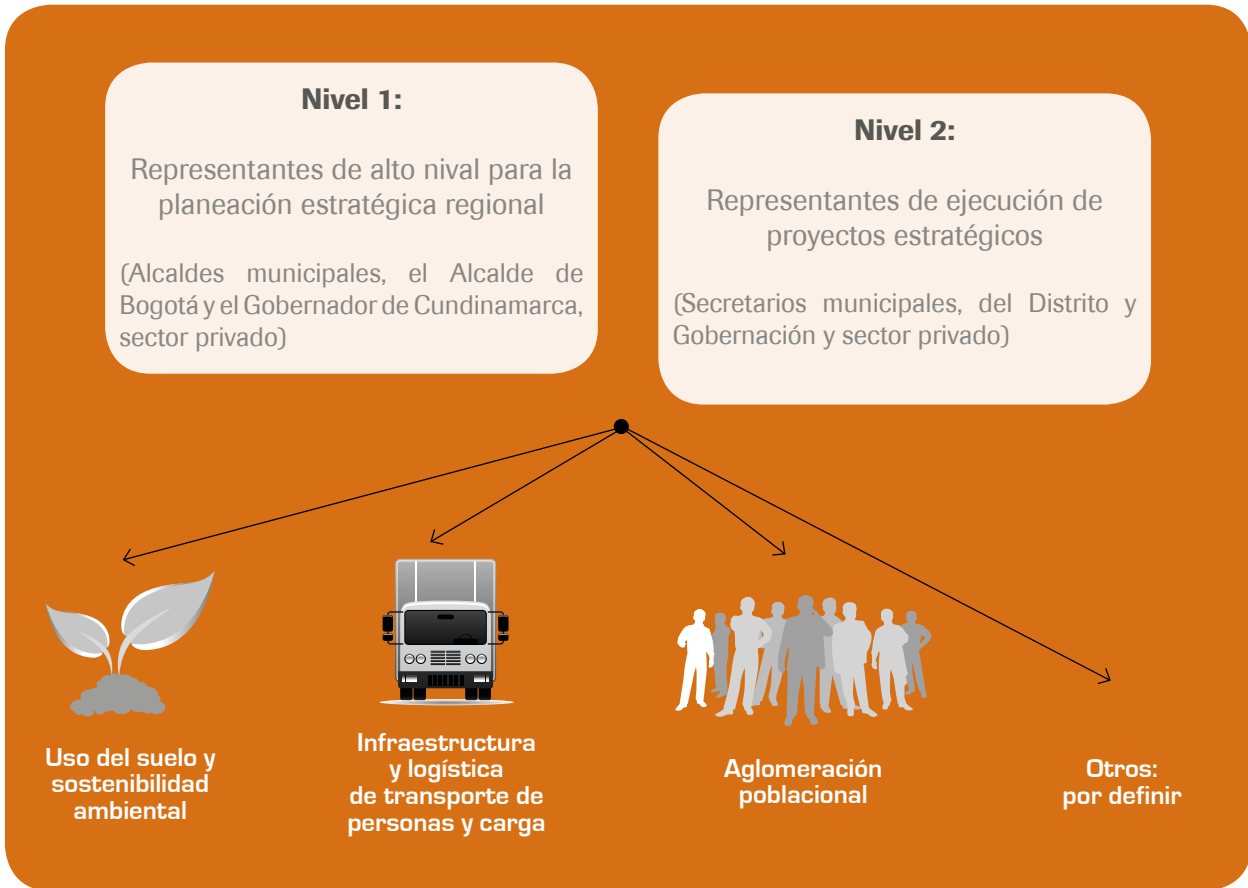 Nivel 1:
Representantes de alto nival para la
planeación estratégica regional
(Alcaldes municipales, el Alcalde de
Bogotá y el Gobernador de Cundinamarca,
sector privado)
Nivel 2:
Representantes de ejecución de
proyectos estratégicos
(Secretarios municipales, del Distrito y
Gobernación y sector privado)
Uso del suelo y
sostenibilidad
ambiental
Infraestructura
y logística
de transporte de
personas y carga
Aglomeración
poblacional
Otros:
por definir